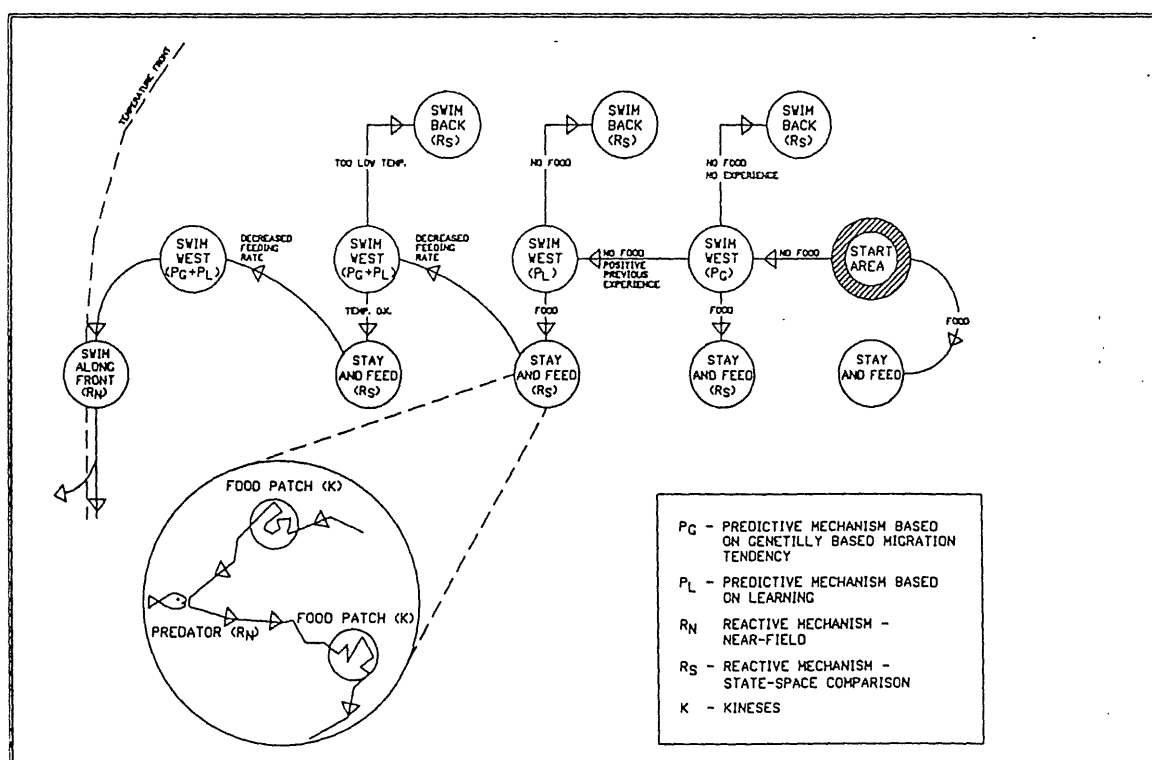 TEMPERATURE FRONT
SWIM
BACK
(RS)
SWIM
BACK
(RS)
SWIM
BACK
(RS)
TOO LOW TEMP.
NO FOOD
NO FOOD
NO EXPERIENCE
SWIM
WEST
(PG+PL)
DECREASED
FEEDING
RATE
SWIM
WEST
(PG+PL)
DECREASED
FEEDING
RATE
SWIM
WEST
(PL)
NO FOOD
POSITIVE
PREVIOUS
EXPERIENCE
SWIM
WEST
(PG)
NO FOOD
START
AREA
TEMP. O.K.
FOOD
FOOD
FOOD
SWIM
ALONG
FRONT
(RN)
STAY
AND FEED
(RS)
STAY
AND FEED
(RS)
STAY
AND FEED
(RS)
STAY
AND FEED
FOOD PATCH (K)
FOOD PATCH (K)
PREDATOR (RN)
PG - PREDICTIVE MECHANISM BASED
ON GENETILLY BASED MIGRATION
TENDENCY
PL - PREDICTIVE MECHANISM BASED
ON LEARNING
RN REACTIVE MECHANISM -
NEAR-FIELD
RS - REACTIVE MECHANISM -
STATE-SPACE COMPARISON
K - KINESES